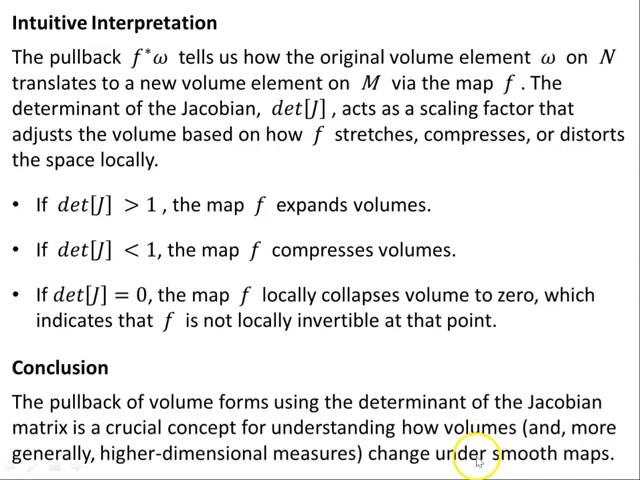 Intuitive Interpretation
The pullback f*ω tells us how the original volume element ω on N
translates to a new volume element on M via the map f. The
determinant of the Jacobian, det[J], acts as a scaling factor that
adjusts the volume based on how f stretches, compresses, or distorts
the space locally.
• If det[J] > 1, the map f expands volumes.
• If det[J] < 1, the map f compresses volumes.
• If det[J] = 0, the map f locally collapses volume to zero, which
indicates that f is not locally invertible at that point.
Conclusion
The pullback of volume forms using the determinant of the Jacobian
matrix is a crucial concept for understanding how volumes (and, more
generally, higher-dimensional measures) change under smooth maps.